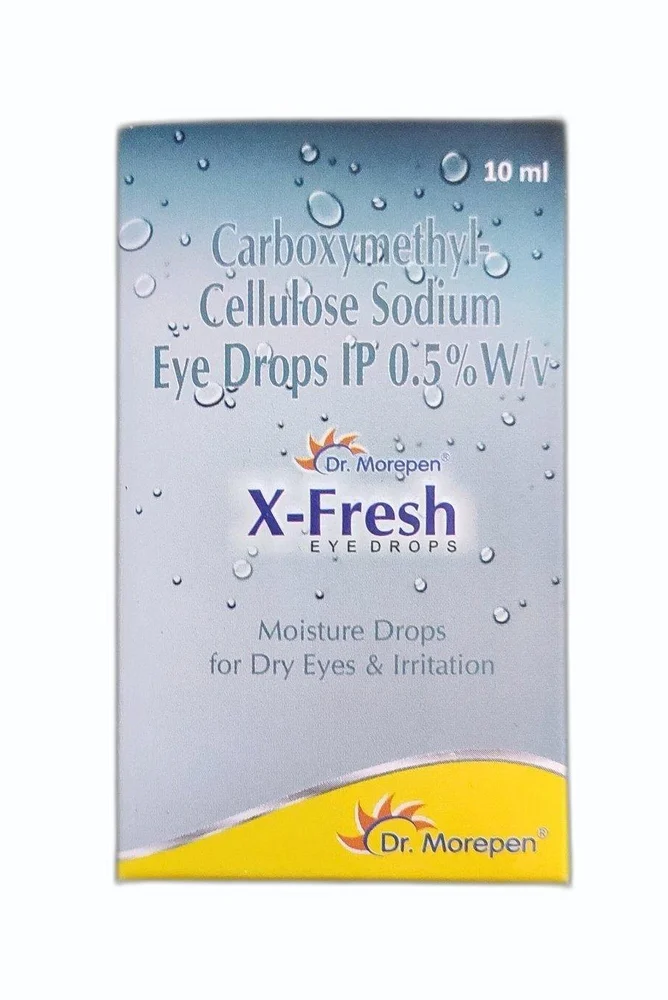 10 ml
Carboxymethyl-
Cellulose Sodium
Eye Drops IP 0.5%W/v
Dr. Morepen®
X-Fresh
EYE DROPS
Moisture Drops
for Dry Eyes & Irritation
Dr. Morepen®